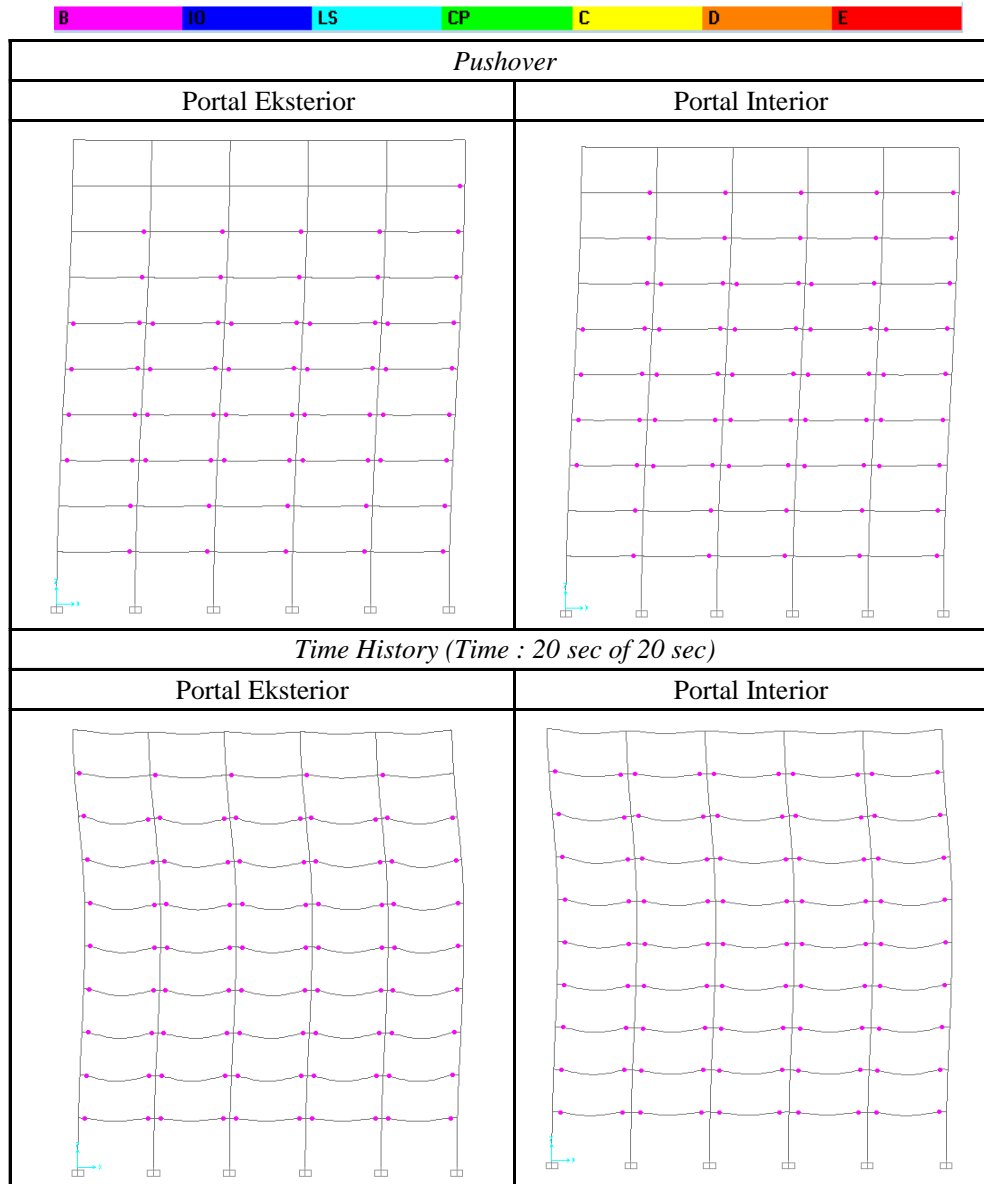 B IO LS CP C D E
Pushover
Portal Eksterior Portal Interior
Time History (Time : 20 sec of 20 sec)
Portal Eksterior Portal Interior